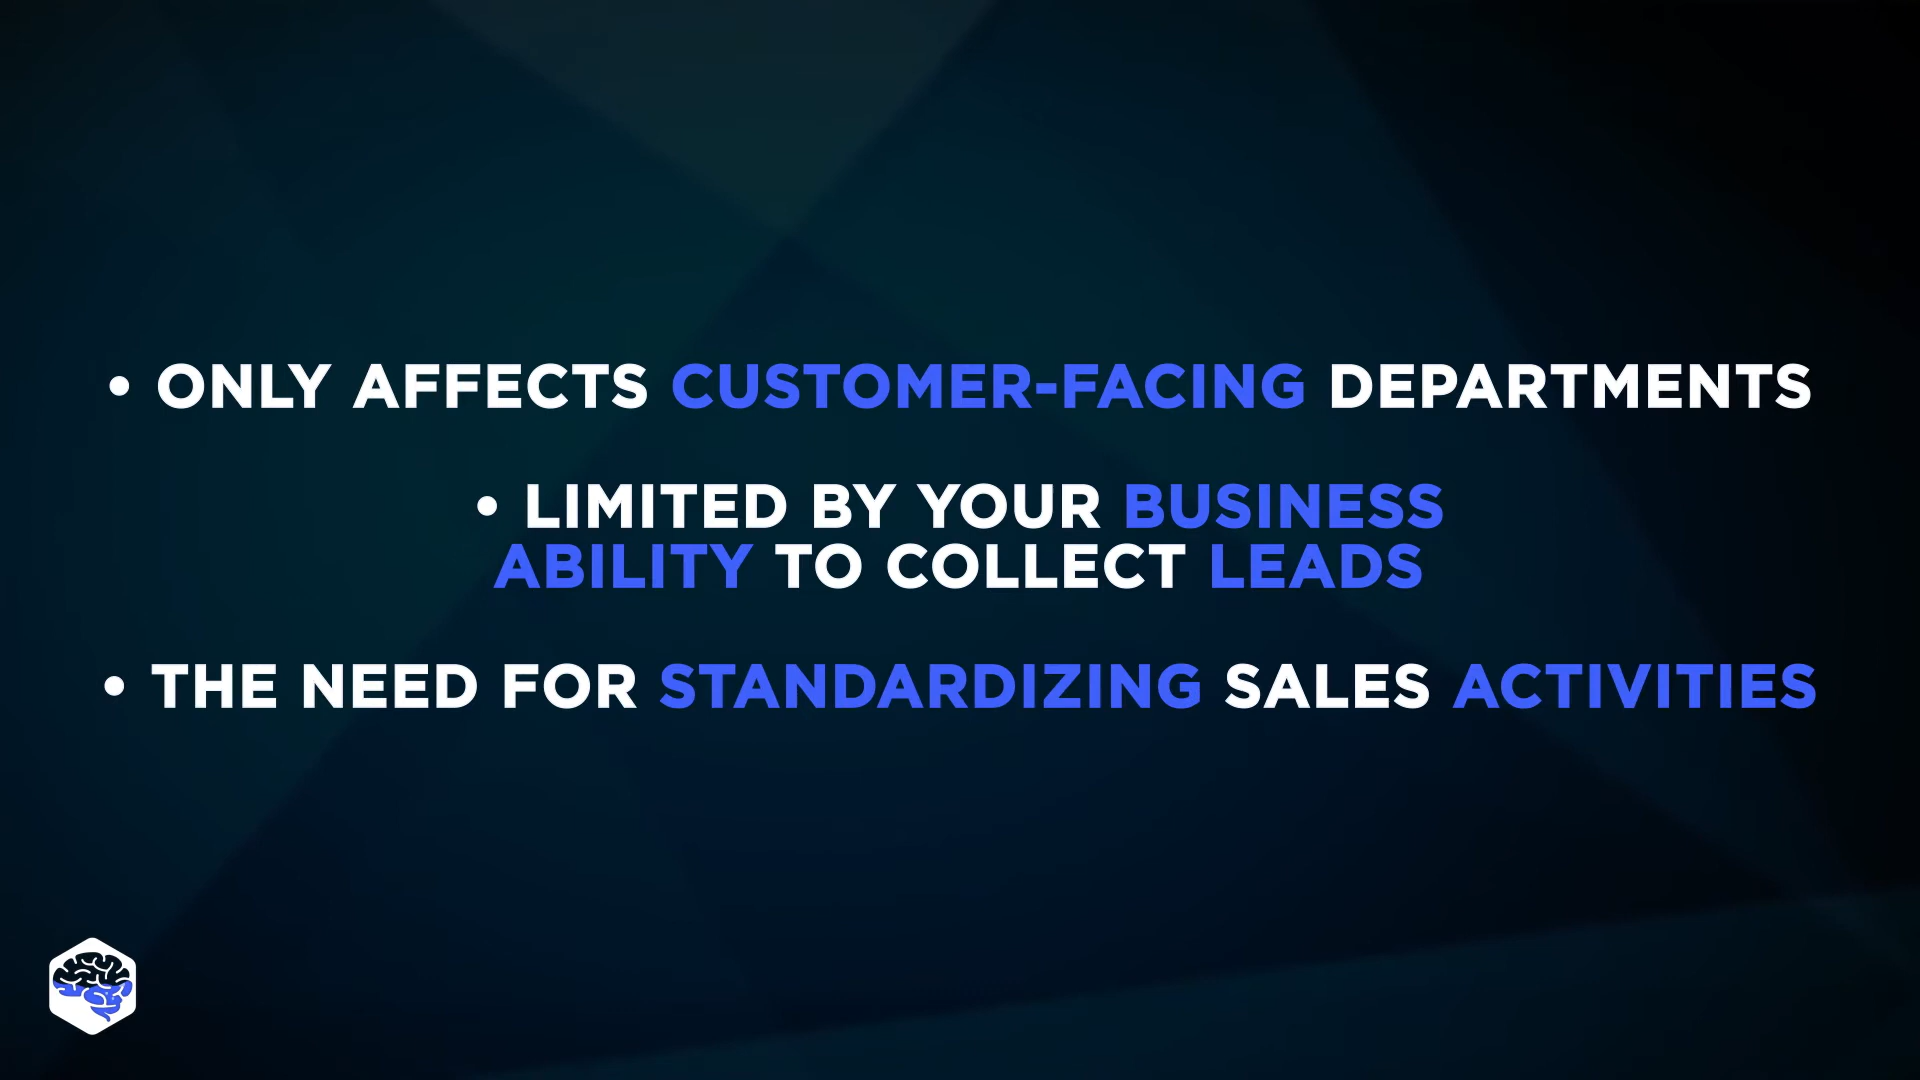 • ONLY AFFECTS CUSTOMER-FACING DEPARTMENTS
• LIMITED BY YOUR BUSINESS
ABILITY TO COLLECT LEADS
• THE NEED FOR STANDARDIZING SALES ACTIVITIES